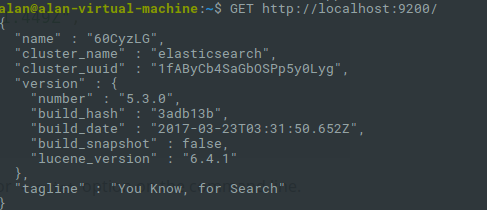 alan@alan-virtual-machine:~$ GET http://localhost:9200/
{
  "name" : "60CyzLG",
  "cluster_name" : "elasticsearch",
  "cluster_uuid" : "1fAByCb4SaGbOSPp5y0Lyg",
  "version" : {
    "number" : "5.3.0",
    "build_hash" : "3adb13b",
    "build_date" : "2017-03-23T03:31:50.652Z",
    "build_snapshot" : false,
    "lucene_version" : "6.4.1"
  },
  "tagline" : "You Know, for Search"
}